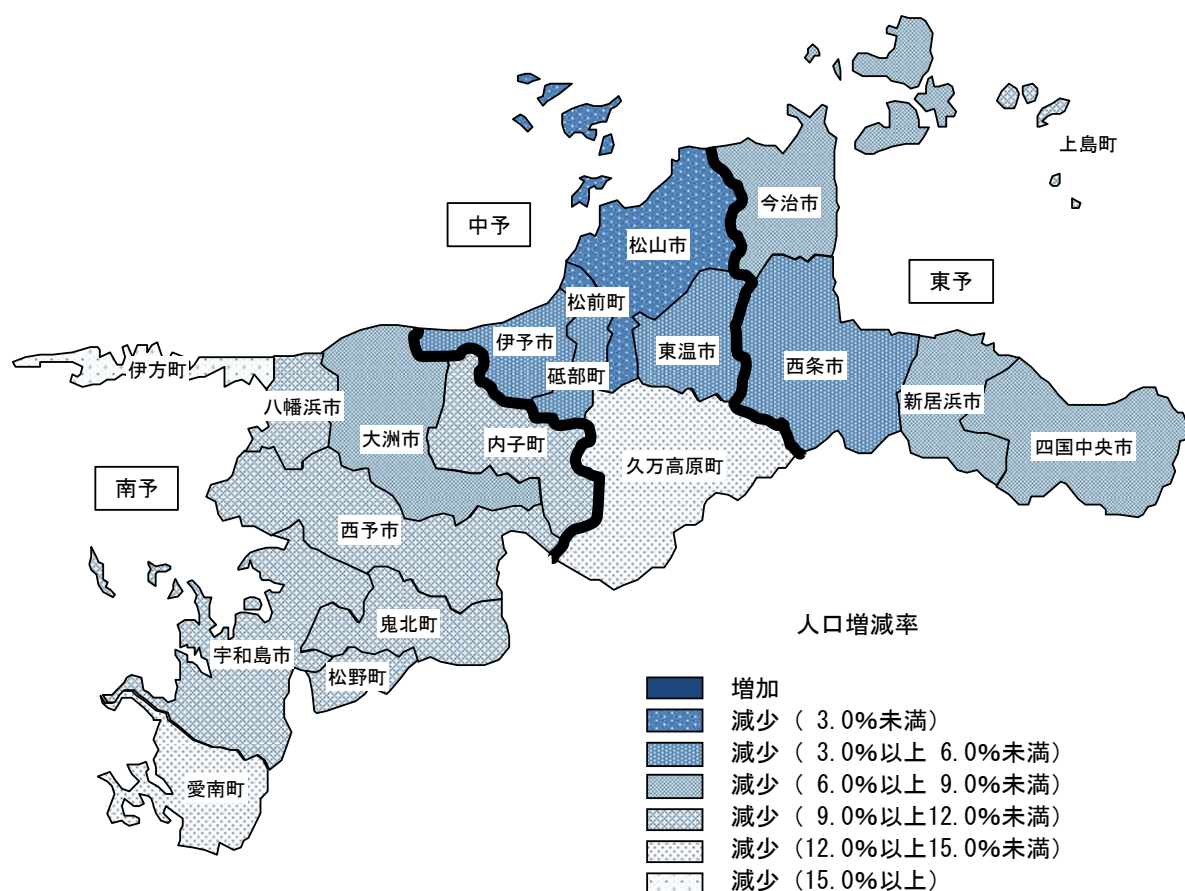 上島町
今治市
中予
松山市
東予
松前町
伊予市
東温市
伊方町
砥部町
西条市
八幡浜市
新居浜市
大洲市
内子町
四国中央市
久万高原町
南予
西予市
鬼北町
宇和島市
松野町
愛南町
人口増減率
増加
減少 ( 3.0%未満)
減少 ( 3.0%以上 6.0%未満)
減少 ( 6.0%以上 9.0%未満)
減少 ( 9.0%以上12.0%未満)
減少 (12.0%以上15.0%未満)
減少 (15.0%以上)